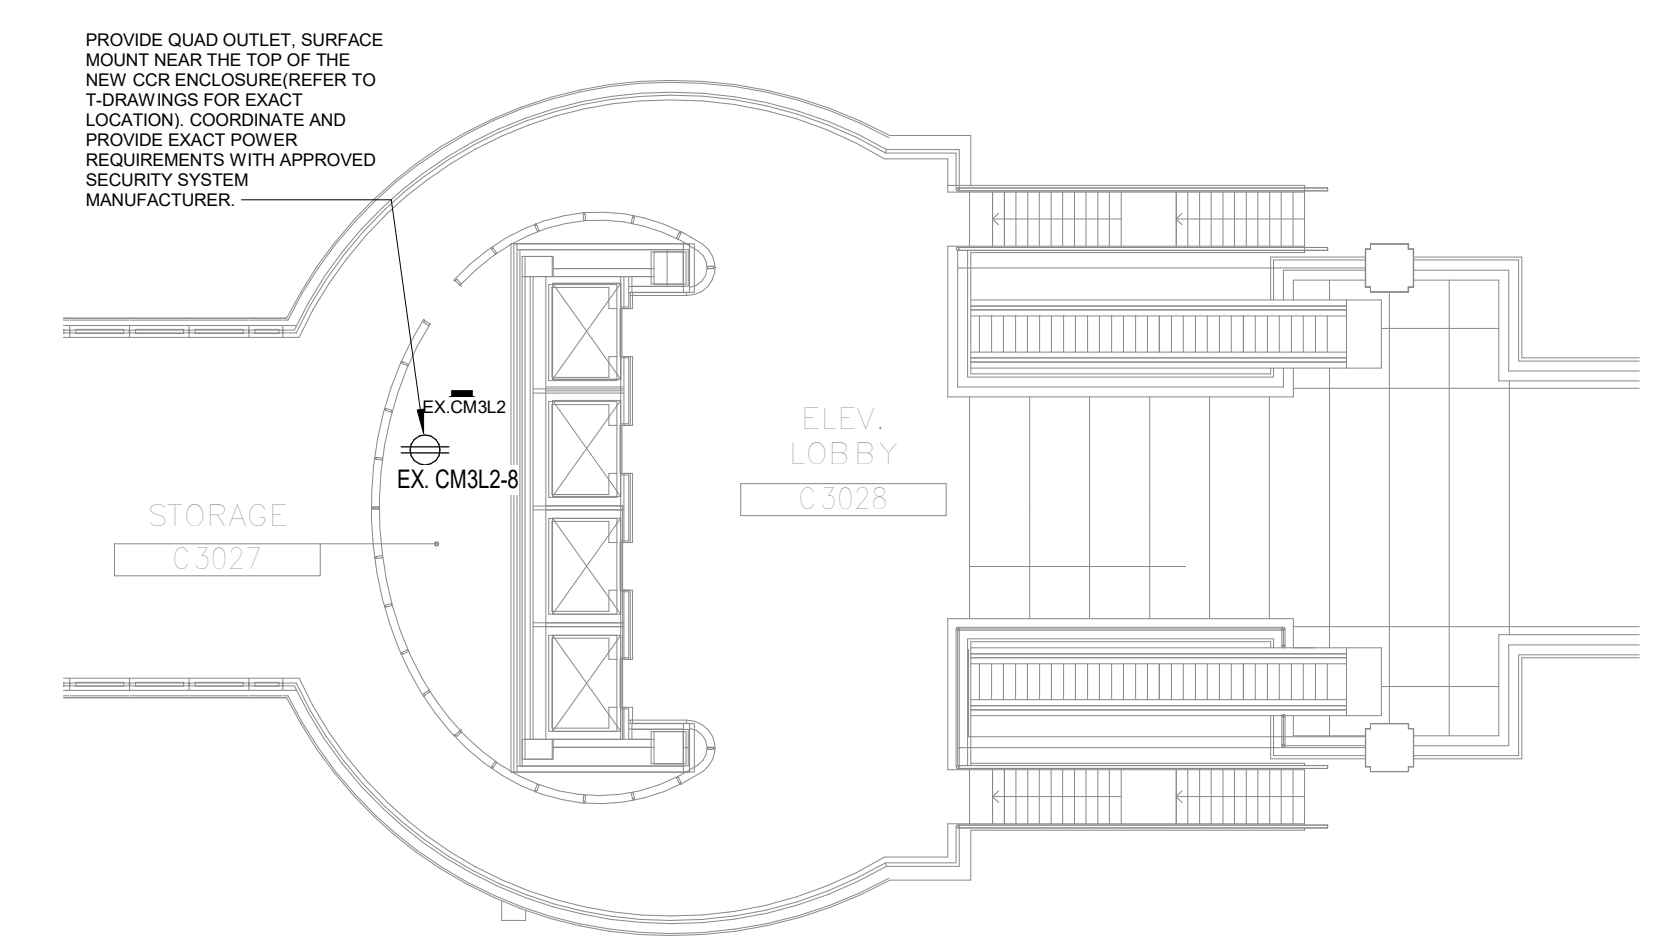 PROVIDE QUAD OUTLET, SURFACE
MOUNT NEAR THE TOP OF THE
NEW CCR ENCLOSURE(REFER TO
T-DRAWINGS FOR EXACT
LOCATION). COORDINATE AND
PROVIDE EXACT POWER
REQUIREMENTS WITH APPROVED
SECURITY SYSTEM
MANUFACTURER.
EX.CM3L2
EX. CM3L2-8
ELEV.
LOBBY
C3028
STORAGE
C3027